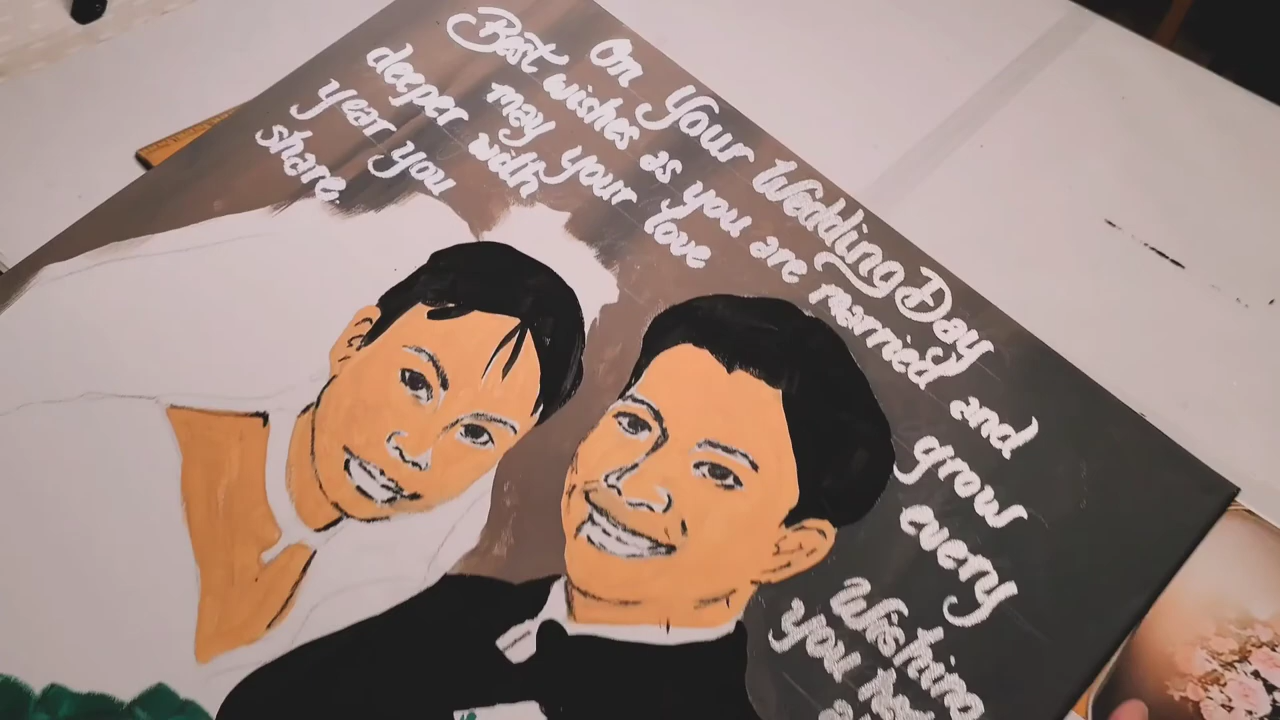 On Your Wedding Day
Best wishes as you are married and
may your love grow
deeper with every
year you
share.
Wishing
you